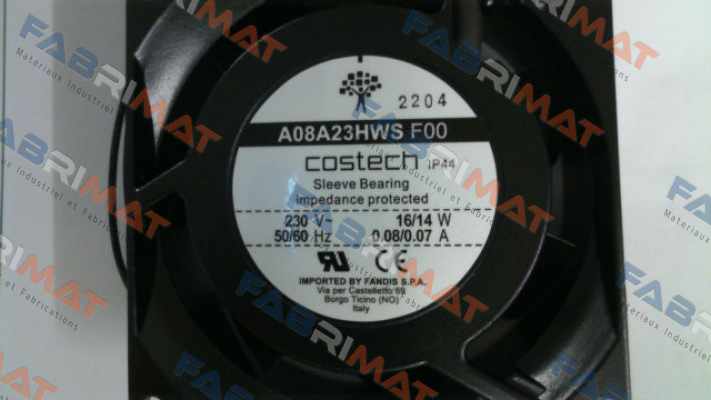 2204
A08A23HWS F00
costech IP44
Sleeve Bearing
impedance protected
230 V~ 16/14 W
50/60 Hz 0.08/0.07 A
IMPORTED BY FANDIS S.P.A.
Via per Castelletto 69
Borgo Ticino (NO)
Italy
FABRIMAT
Matériaux Industriel et Fabrications